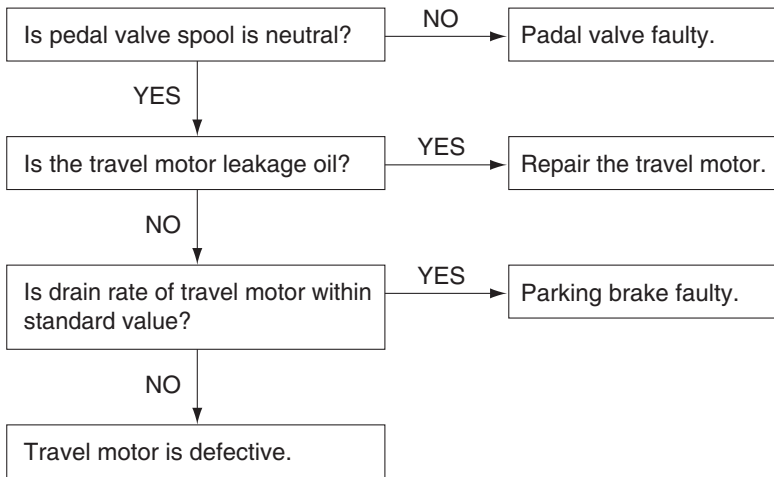 Is pedal valve spool is neutral?
NO
Padal valve faulty.
YES
Is the travel motor leakage oil?
YES
Repair the travel motor.
NO
Is drain rate of travel motor within
standard value?
YES
Parking brake faulty.
NO
Travel motor is defective.